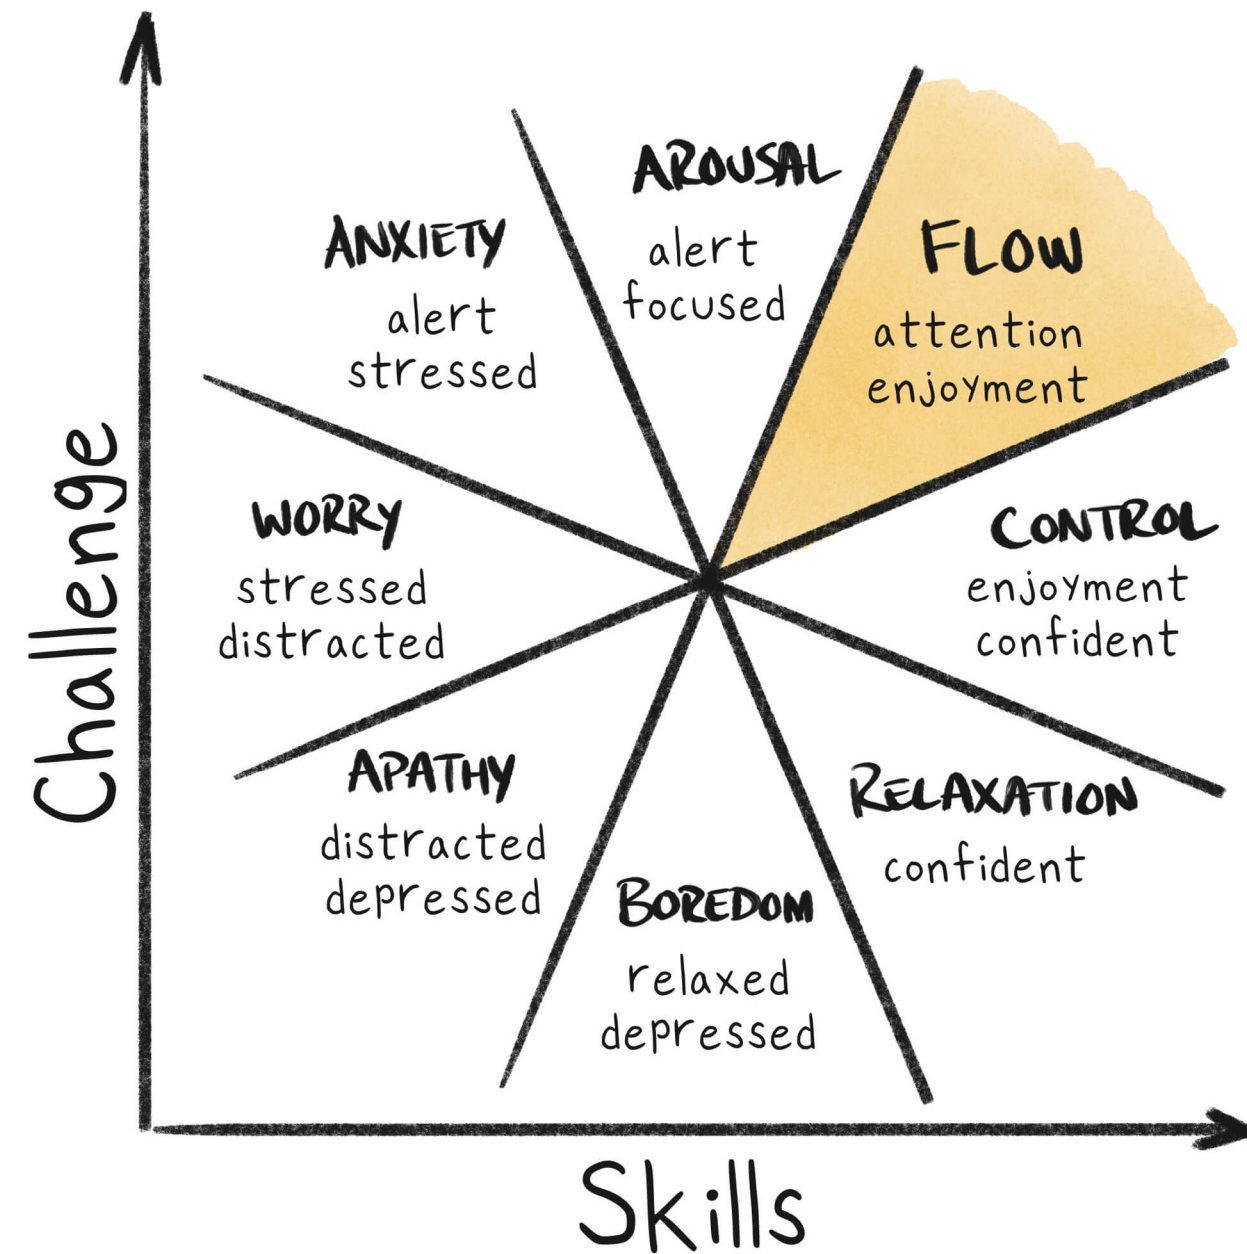 AROUSAL
alert
focused
ANXIETY
alert
stressed
FLOW
attention
enjoyment
WORRY
stressed
distracted
CONTROL
enjoyment
confident
APATHY
distracted
depressed
RELAXATION
confident
BOREDOM
relaxed
depressed
Challenge
Skills